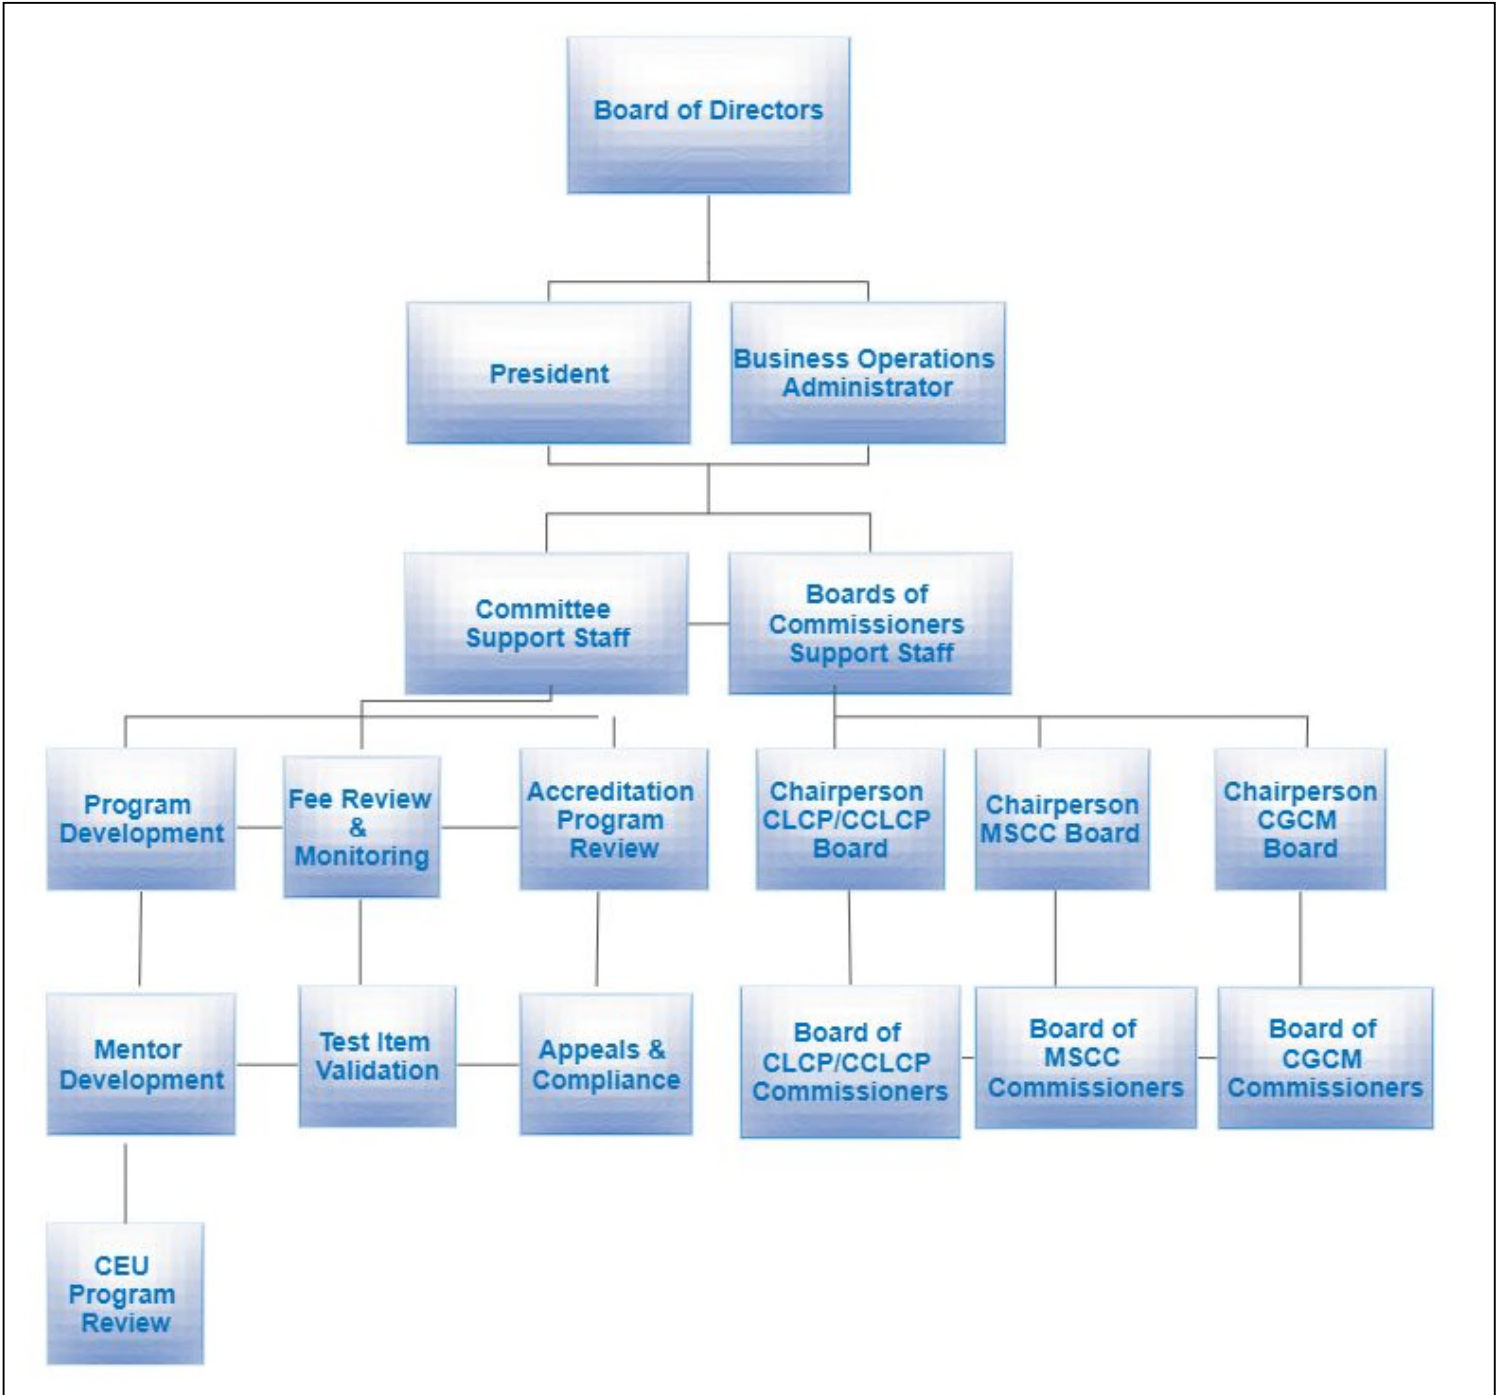 Board of Directors
President
Business Operations
Administrator
Committee
Support Staff
Boards of
Commissioners
Support Staff
Program
Development
Fee Review
&
Monitoring
Accreditation
Program
Review
Chairperson
CLCP/CCLCP
Board
Chairperson
MSCC Board
Chairperson
CGCM
Board
Mentor
Development
Test Item
Validation
Appeals &
Compliance
Board of
CLCP/CCLCP
Commissioners
Board of
MSCC
Commissioners
Board of
CGCM
Commissioners
CEU
Program
Review